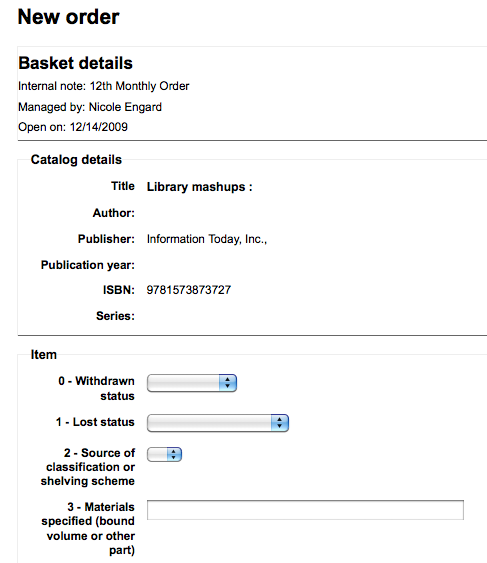 New order
Basket details
Internal note: 12th Monthly Order
Managed by: Nicole Engard
Open on: 12/14/2009
Catalog details
Title Library mashups :
Author:
Publisher: Information Today, Inc.,
Publication year:
ISBN: 9781573873727
Series:
Item
0 - Withdrawn
status
1 - Lost status
2 - Source of
classification or
shelving scheme
3 - Materials
specified (bound
volume or other
part)